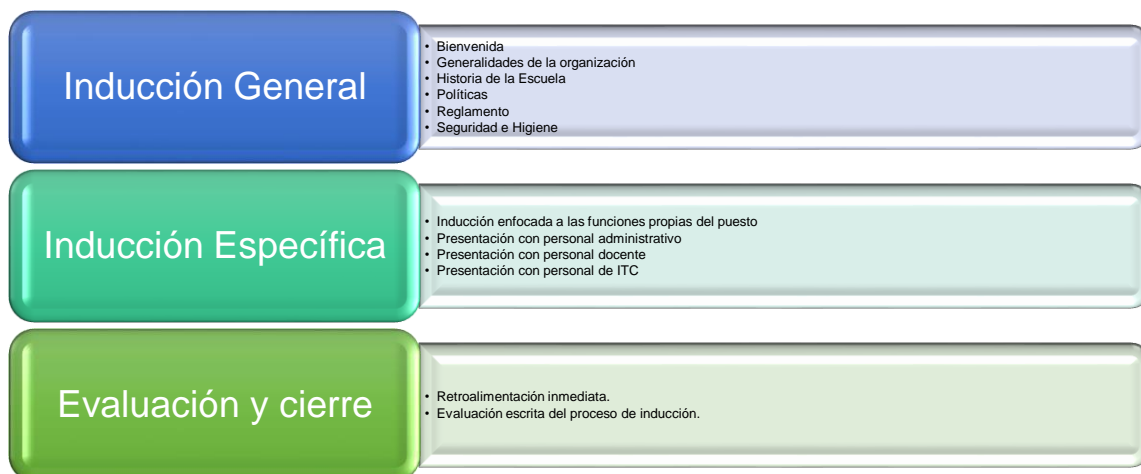 Inducción General
• Bienvenida
• Generalidades de la organización
• Historia de la Escuela
• Políticas
• Reglamento
• Seguridad e Higiene
Inducción Específica
• Inducción enfocada a las funciones propias del puesto
• Presentación con personal administrativo
• Presentación con personal docente
• Presentación con personal de ITC
Evaluación y cierre
• Retroalimentación inmediata.
• Evaluación escrita del proceso de inducción.